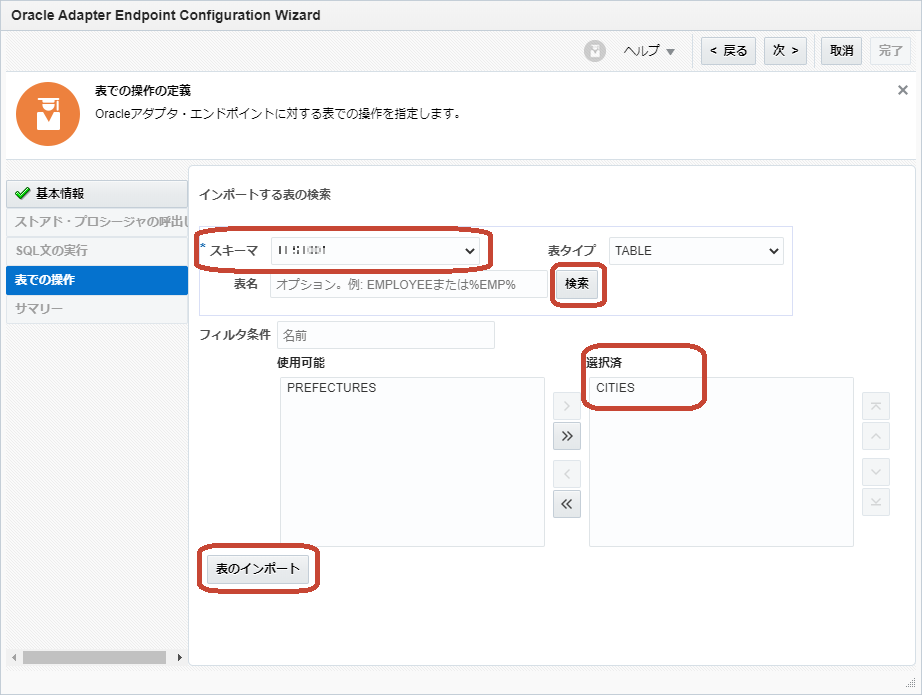 Oracle Adapter Endpoint Configuration Wizard
ヘルプ
< 戻る
次 >
取消
完了
表での操作の定義
Oracleアダプタ・エンドポイントに対する表での操作を指定します。
基本情報
ストアド・プロシージャの呼出し
SQL文の実行
表での操作
サマリー
インポートする表の検索
* スキーマ
表タイプ TABLE
表名 オプション。例: EMPLOYEEまたは%EMP%
検索
フィルタ条件 名前
使用可能
選択済
PREFECTURES
CITIES
表のインポート